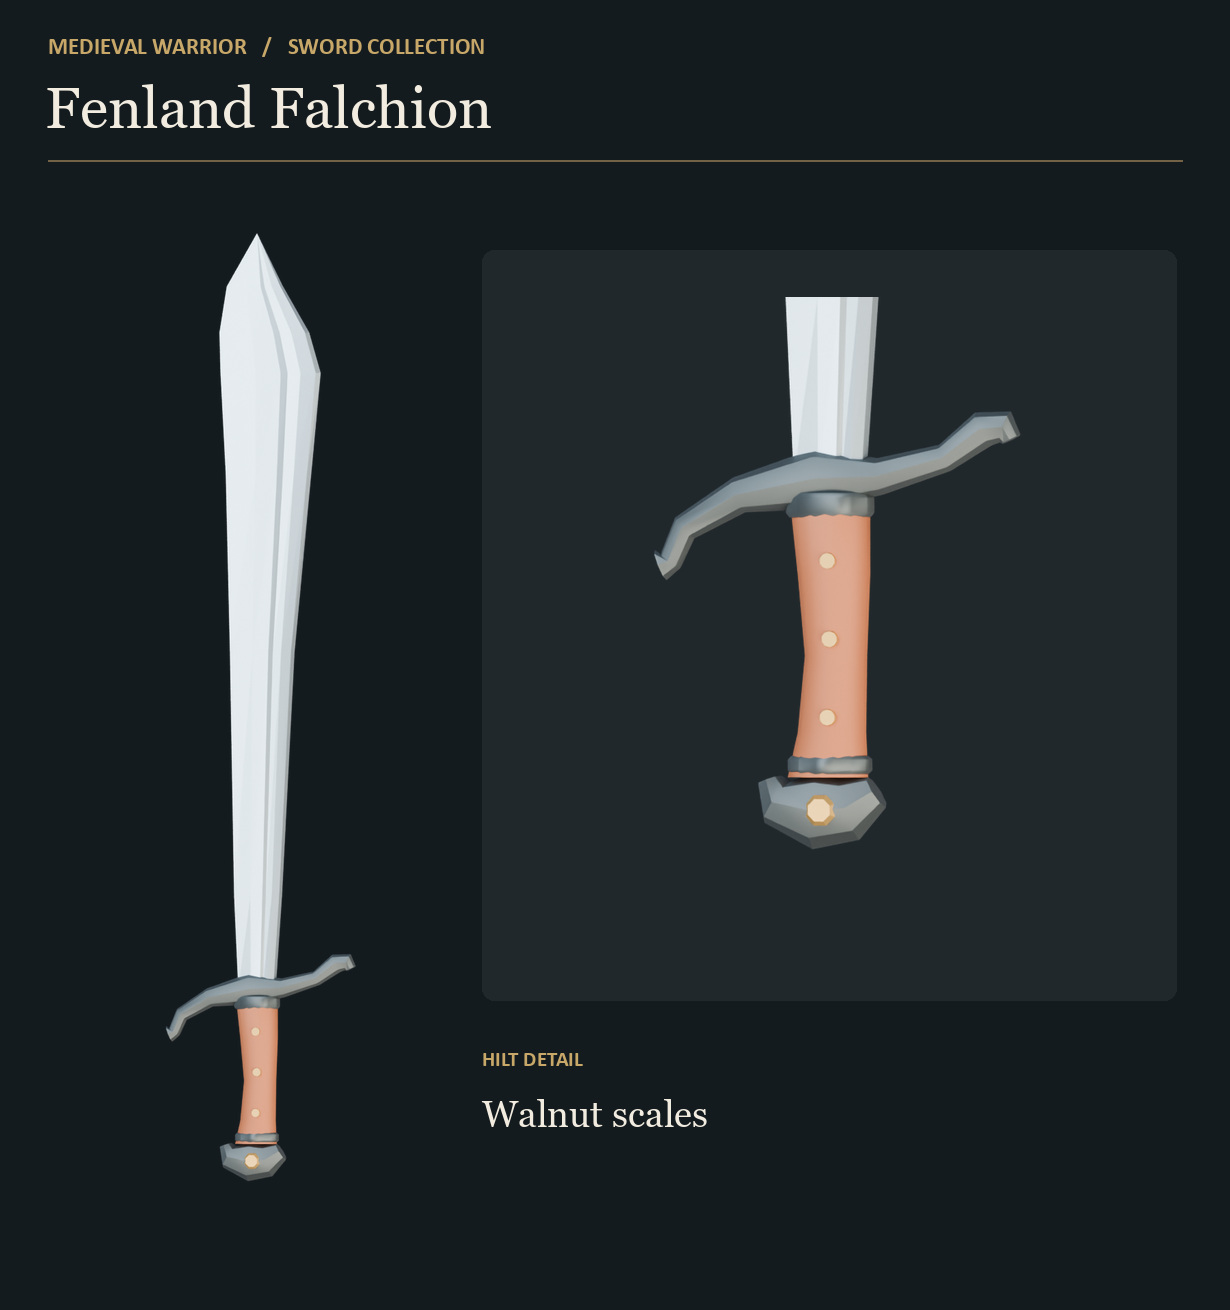 MEDIEVAL WARRIOR / SWORD COLLECTION
Fenland Falchion
HILT DETAIL
Walnut scales